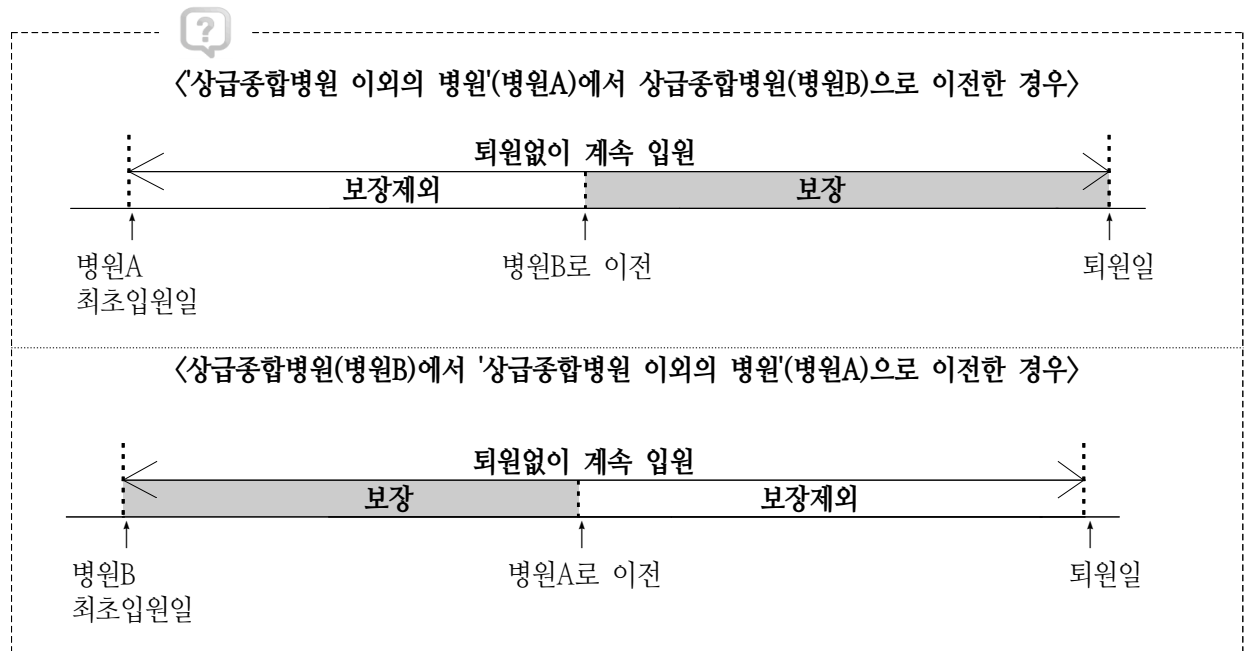 ?
<'상급종합병원 이외의 병원'(병원A)에서 상급종합병원(병원B)으로 이전한 경우>
퇴원없이 계속 입원
보장제외 보장
병원A 병원B로 이전 퇴원일
최초입원일
<상급종합병원(병원B)에서 '상급종합병원 이외의 병원'(병원A)으로 이전한 경우>
퇴원없이 계속 입원
보장 보장제외
병원B 병원A로 이전 퇴원일
최초입원일